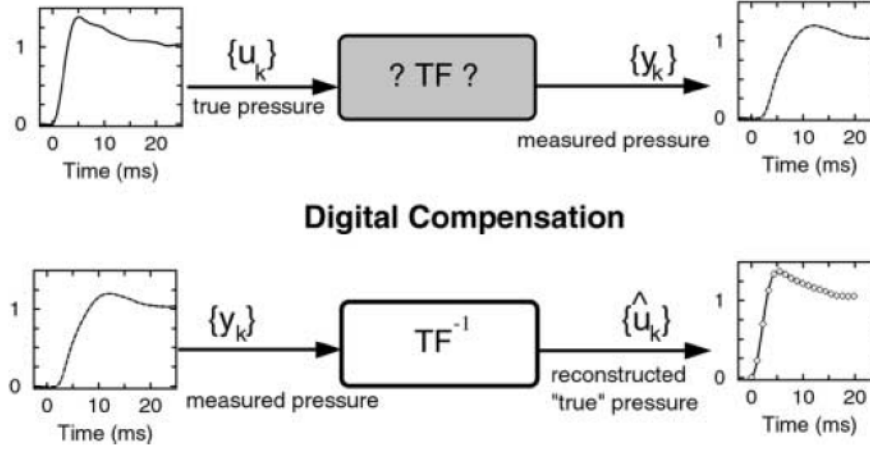 1
0
0 10 20
Time (ms)
{u_k}
true pressure
? TF ?
{y_k}
measured pressure
1
0
0 10 20
Time (ms)
Digital Compensation
1
0
0 10 20
Time (ms)
{y_k}
measured pressure
TF^-1
{û_k}
reconstructed
"true" pressure
1
0
0 10 20
Time (ms)